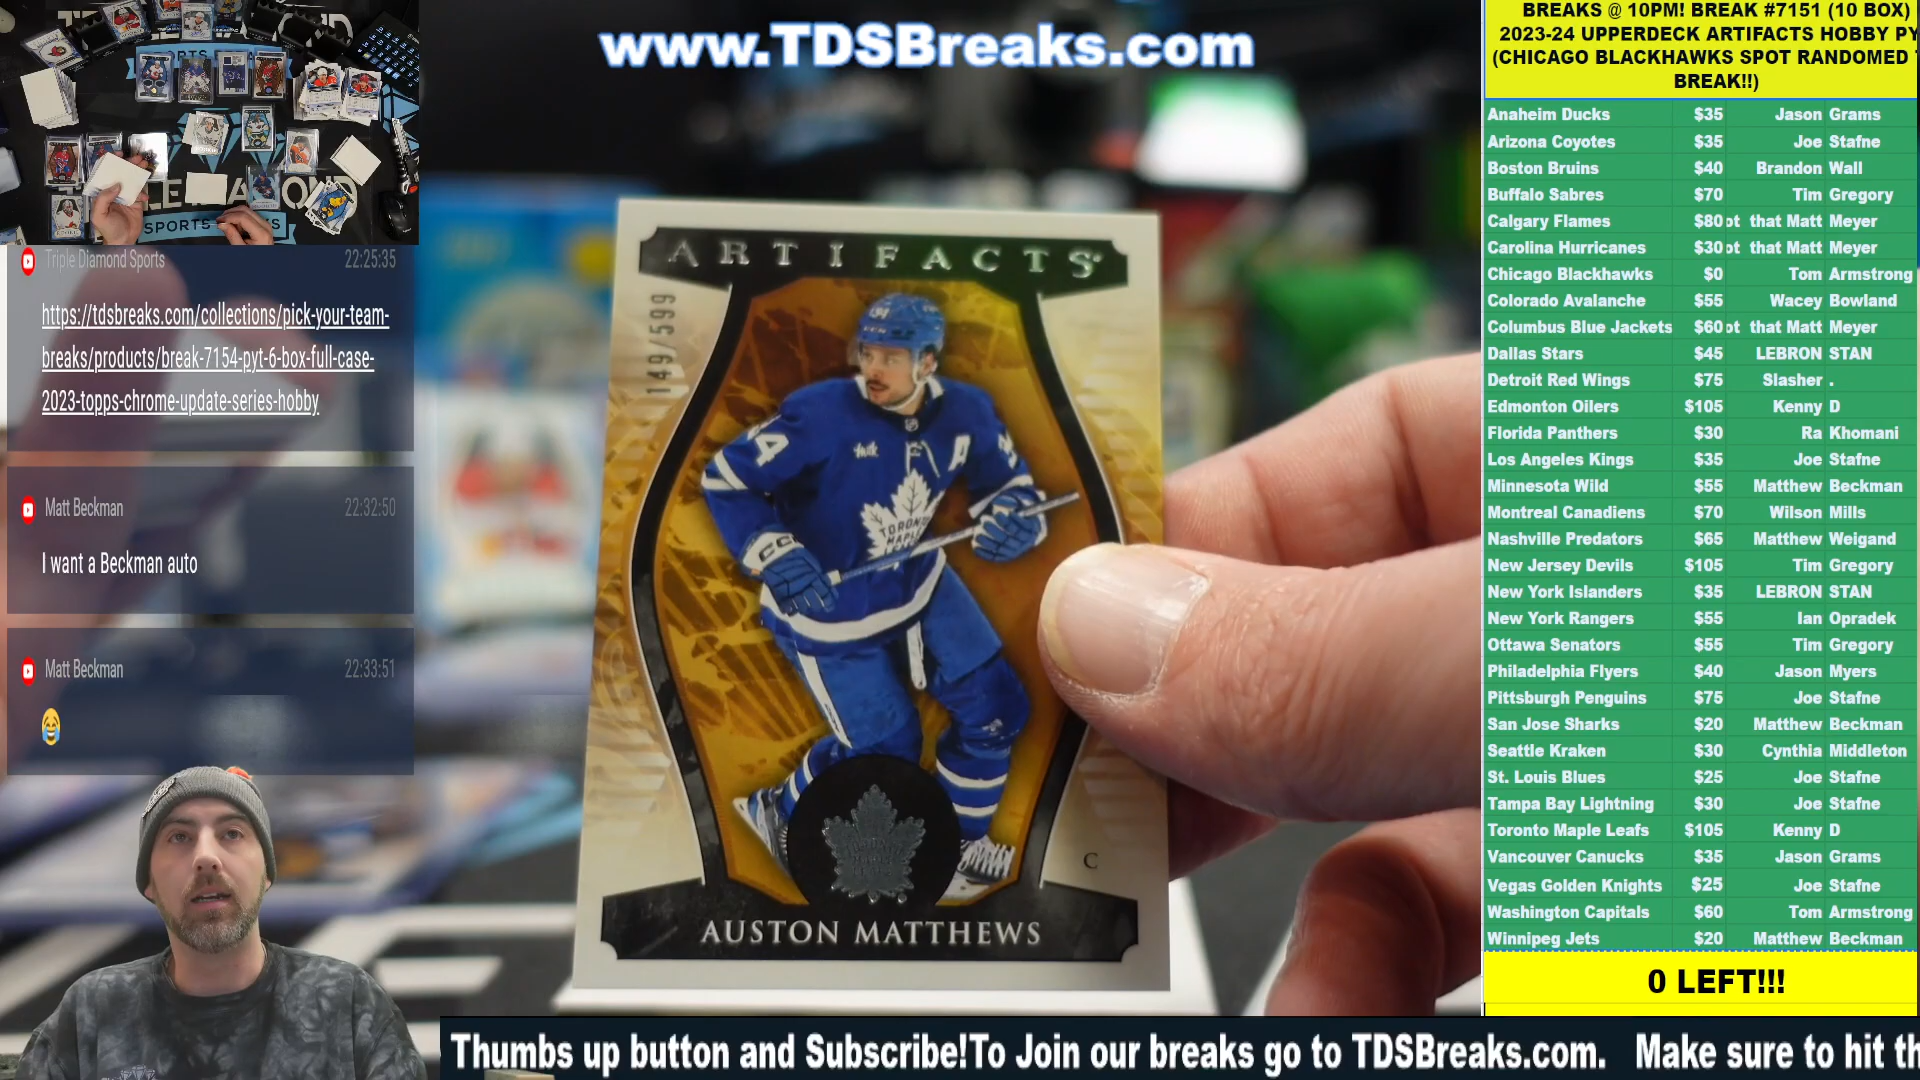 www.TDSBreaks.com
BREAKS @ 10PM! BREAK #7151 (10 BOX)
2023-24 UPPERDECK ARTIFACTS HOBBY PY
(CHICAGO BLACKHAWKS SPOT RANDOMED
BREAK!!)
Anaheim Ducks $35 Jason Grams
Arizona Coyotes $35 Joe Stafne
Boston Bruins $40 Brandon Wall
Buffalo Sabres $70 Tim Gregory
Calgary Flames $80 ot that Matt Meyer
Carolina Hurricanes $30 ot that Matt Meyer
Chicago Blackhawks $0 Tom Armstrong
Colorado Avalanche $55 Wacey Bowland
Columbus Blue Jackets $60 ot that Matt Meyer
Dallas Stars $45 LEBRON STAN
Detroit Red Wings $75 Slasher .
Edmonton Oilers $105 Kenny D
Florida Panthers $30 Ra Khomani
Los Angeles Kings $35 Joe Stafne
Minnesota Wild $55 Matthew Beckman
Montreal Canadiens $70 Wilson Mills
Nashville Predators $65 Matthew Weigand
New Jersey Devils $105 Tim Gregory
New York Islanders $35 LEBRON STAN
New York Rangers $55 Ian Opradek
Ottawa Senators $55 Tim Gregory
Philadelphia Flyers $40 Jason Myers
Pittsburgh Penguins $75 Joe Stafne
San Jose Sharks $20 Matthew Beckman
Seattle Kraken $30 Cynthia Middleton
St. Louis Blues $25 Joe Stafne
Tampa Bay Lightning $30 Joe Stafne
Toronto Maple Leafs $105 Kenny D
Vancouver Canucks $35 Jason Grams
Vegas Golden Knights $25 Joe Stafne
Washington Capitals $60 Tom Armstrong
Winnipeg Jets $20 Matthew Beckman
0 LEFT!!!
SPORTS
Triple Diamond Sports 22:25:35
https://tdsbreaks.com/collections/pick-your-team-
breaks/products/break-7154-pyt-6-box-full-case-
2023-topps-chrome-update-series-hobby
Matt Beckman 22:32:50
I want a Beckman auto
Matt Beckman 22:33:51
😂
ARTIFACTS
149/599
34
milk
A
TORONTO
MAPLE
CCM
C
AUSTON MATTHEWS
Thumbs up button and Subscribe!To Join our breaks go to TDSBreaks.com. Make sure to hit th